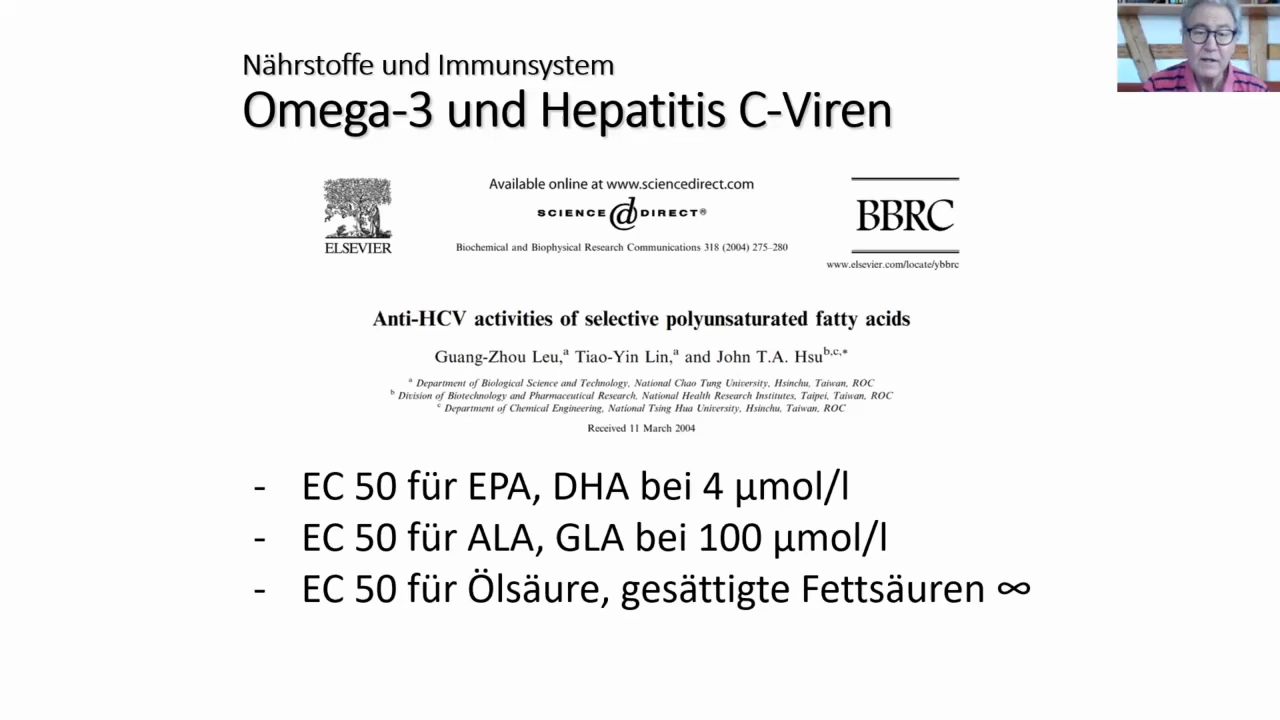 Nährstoffe und Immunsystem
Omega-3 und Hepatitis C-Viren
ELSEVIER
Available online at www.sciencedirect.com
SCIENCE @ DIRECT®
Biochemical and Biophysical Research Communications 318 (2004) 275–280
BBRC
www.elsevier.com/locate/ybbrc
Anti-HCV activities of selective polyunsaturated fatty acids
Guang-Zhou Leu,a Tiao-Yin Lin,a and John T.A. Hsub,c,*
a Department of Biological Science and Technology, National Chao Tung University, Hsinchu, Taiwan, ROC
b Division of Biotechnology and Pharmaceutical Research, National Health Research Institutes, Taipei, Taiwan, ROC
c Department of Chemical Engineering, National Tsing Hua University, Hsinchu, Taiwan, ROC
Received 11 March 2004
- EC 50 für EPA, DHA bei 4 µmol/l
- EC 50 für ALA, GLA bei 100 µmol/l
- EC 50 für Ölsäure, gesättigte Fettsäuren ∞